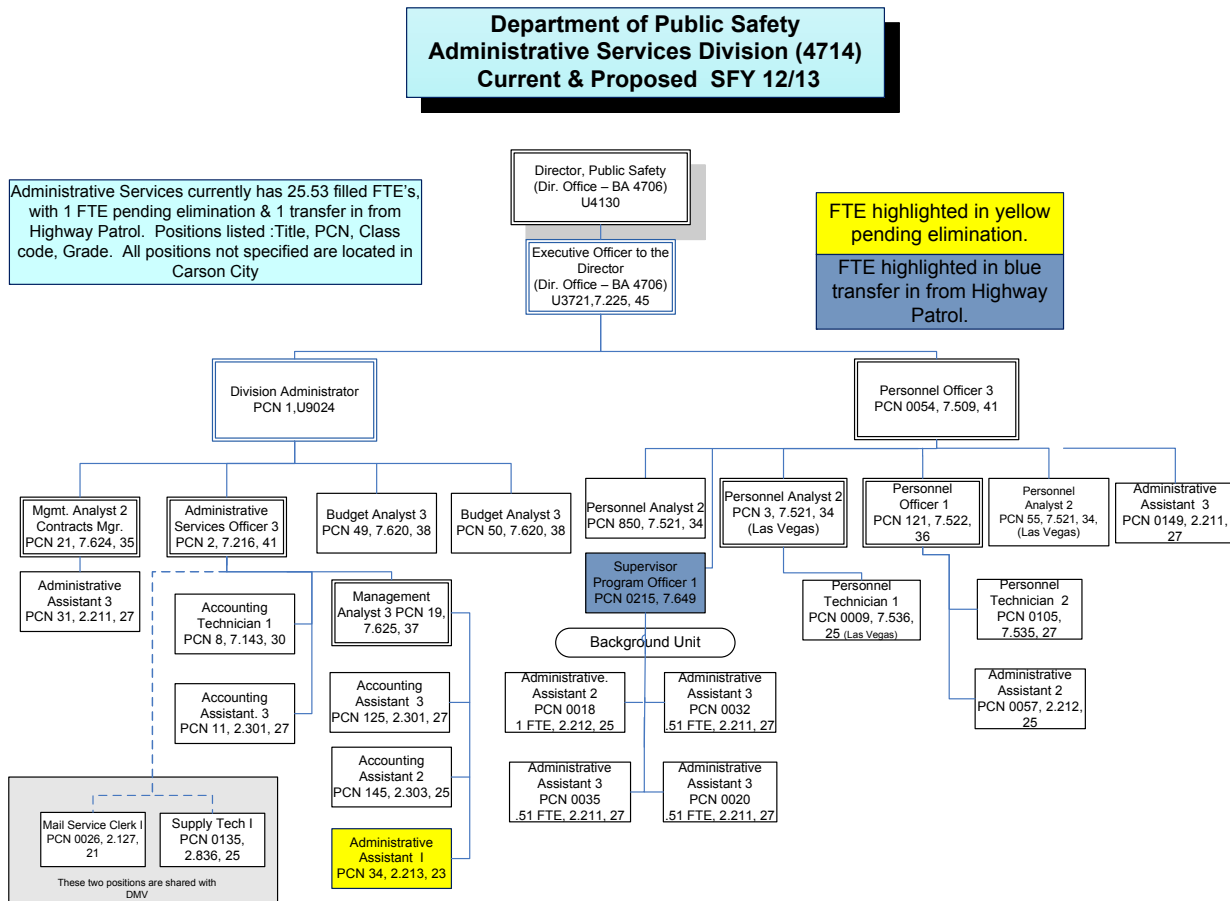 Department of Public Safety
Administrative Services Division (4714)
Current & Proposed  SFY 12/13
Administrative Services currently has 25.53 filled FTE's,
with 1 FTE pending elimination & 1 transfer in from
Highway Patrol.  Positions listed :Title, PCN, Class
code, Grade.  All positions not specified are located in
Carson City
Director, Public Safety
(Dir. Office – BA 4706)
U4130
FTE highlighted in yellow
pending elimination.
FTE highlighted in blue
transfer in from Highway
Patrol.
Executive Officer to the
Director
(Dir. Office – BA 4706)
U3721,7.225, 45
Division Administrator
PCN 1,U9024
Personnel Officer 3
PCN 0054, 7.509, 41
Mgmt. Analyst 2
Contracts Mgr.
PCN 21, 7.624, 35
Administrative
Services Officer 3
PCN 2, 7.216, 41
Budget Analyst 3
PCN 49, 7.620, 38
Budget Analyst 3
PCN 50, 7.620, 38
Personnel Analyst 2
PCN 850, 7.521, 34
Personnel Analyst 2
PCN 3, 7.521, 34
(Las Vegas)
Personnel
Officer 1
PCN 121, 7.522,
36
Personnel
Analyst 2
PCN 55, 7.521, 34,
(Las Vegas)
Administrative
Assistant 3
PCN 0149, 2.211,
27
Administrative
Assistant 3
PCN 31, 2.211, 27
Accounting
Technician 1
PCN 8, 7.143, 30
Management
Analyst 3 PCN 19,
7.625, 37
Supervisor
Program Officer 1
PCN 0215, 7.649
Personnel
Technician 1
PCN 0009, 7.536,
25 (Las Vegas)
Personnel
Technician  2
PCN 0105,
7.535, 27
Background Unit
Accounting
Assistant. 3
PCN 11, 2.301, 27
Accounting
Assistant  3
PCN 125, 2.301, 27
Administrative.
Assistant 2
PCN 0018
1 FTE, 2.212, 25
Administrative
Assistant 3
PCN 0032
.51 FTE, 2.211, 27
Administrative
Assistant 2
PCN 0057, 2.212,
25
Accounting
Assistant 2
PCN 145, 2.303, 25
Administrative
Assistant 3
PCN 0035
.51 FTE, 2.211, 27
Administrative
Assistant 3
PCN 0020
.51 FTE, 2.211, 27
Mail Service Clerk I
PCN 0026, 2.127,
21
Supply Tech I
PCN 0135,
2.836, 25
These two positions are shared with
DMV
Administrative
Assistant  I
PCN 34, 2.213, 23